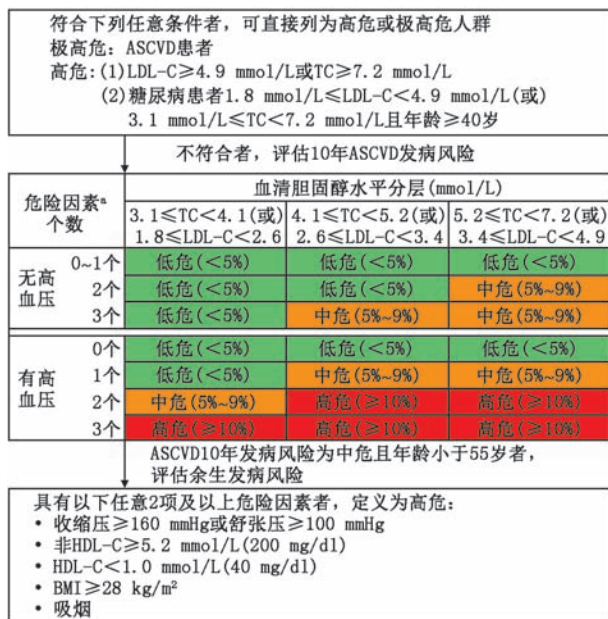 符合下列任意条件者，可直接列为高危或极高危人群
极高危：ASCVD患者
高危：(1)LDL-C≥4.9 mmol/L或TC≥7.2 mmol/L
(2)糖尿病患者1.8 mmol/L≤LDL-C＜4.9 mmol/L(或)
3.1 mmol/L≤TC＜7.2 mmol/L且年龄≥40岁
不符合者，评估10年ASCVD发病风险
危险因素a 个数
血清胆固醇水平分层(mmol/L)
3.1≤TC＜4.1(或) 4.1≤TC＜5.2(或) 5.2≤TC＜7.2(或)
1.8≤LDL-C＜2.6 2.6≤LDL-C＜3.4 3.4≤LDL-C＜4.9
无高血压
0~1个 低危(＜5%) 低危(＜5%) 低危(＜5%)
2个 低危(＜5%) 低危(＜5%) 中危(5%~9%)
3个 低危(＜5%) 中危(5%~9%) 中危(5%~9%)
有高血压
0个 低危(＜5%) 低危(＜5%) 低危(＜5%)
1个 低危(＜5%) 中危(5%~9%) 中危(5%~9%)
2个 中危(5%~9%) 高危(≥10%) 高危(≥10%)
3个 高危(≥10%) 高危(≥10%) 高危(≥10%)
ASCVD10年发病风险为中危且年龄小于55岁者，
评估余生发病风险
具有以下任意2项及以上危险因素者，定义为高危：
• 收缩压≥160 mmHg或舒张压≥100 mmHg
• 非HDL-C≥5.2 mmol/L(200 mg/dl)
• HDL-C＜1.0 mmol/L(40 mg/dl)
• BMI≥28 kg/m²
• 吸烟